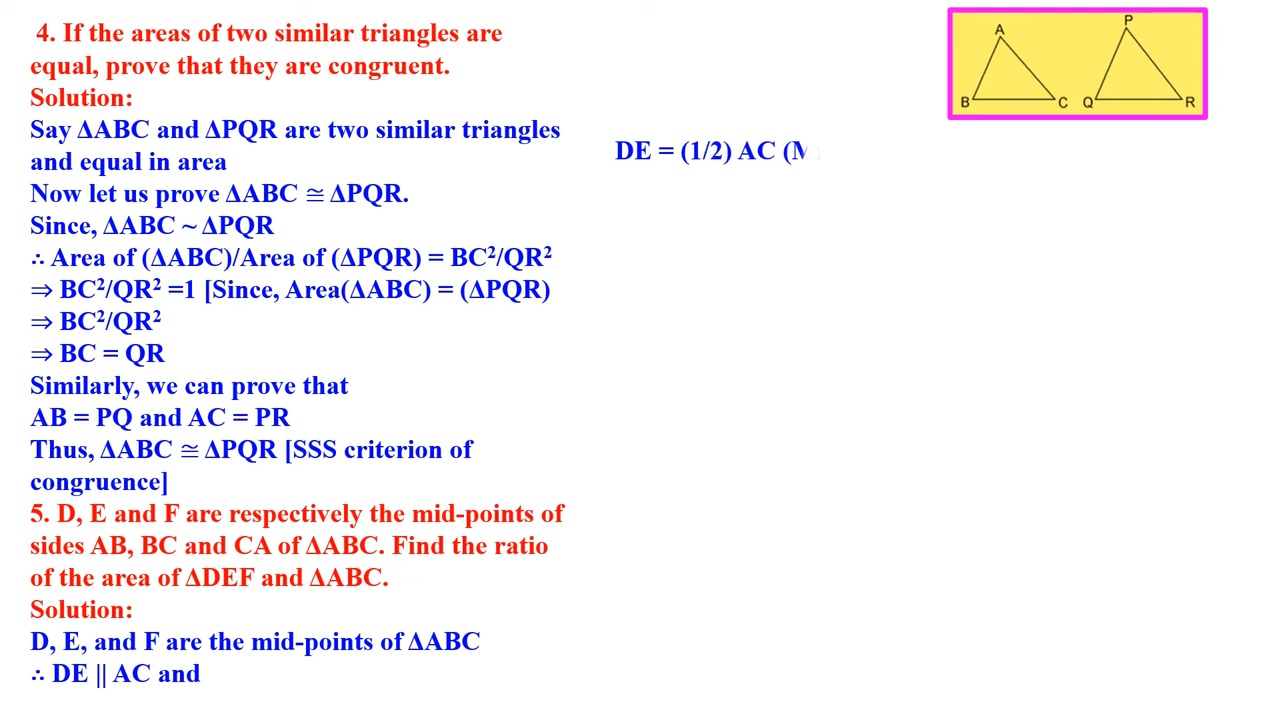 4. If the areas of two similar triangles are
equal, prove that they are congruent.
Solution:
Say ΔABC and ΔPQR are two similar triangles
and equal in area
Now let us prove ΔABC ≅ ΔPQR.
Since, ΔABC ~ ΔPQR
∴ Area of (ΔABC)/Area of (ΔPQR) = BC²/QR²
⇒ BC²/QR² =1 [Since, Area(ΔABC) = (ΔPQR)
⇒ BC²/QR²
⇒ BC = QR
Similarly, we can prove that
AB = PQ and AC = PR
Thus, ΔABC ≅ ΔPQR [SSS criterion of
congruence]
5. D, E and F are respectively the mid-points of
sides AB, BC and CA of ΔABC. Find the ratio
of the area of ΔDEF and ΔABC.
Solution:
D, E, and F are the mid-points of ΔABC
∴ DE || AC and
DE = (1/2) AC (
A
B
C
P
Q
R